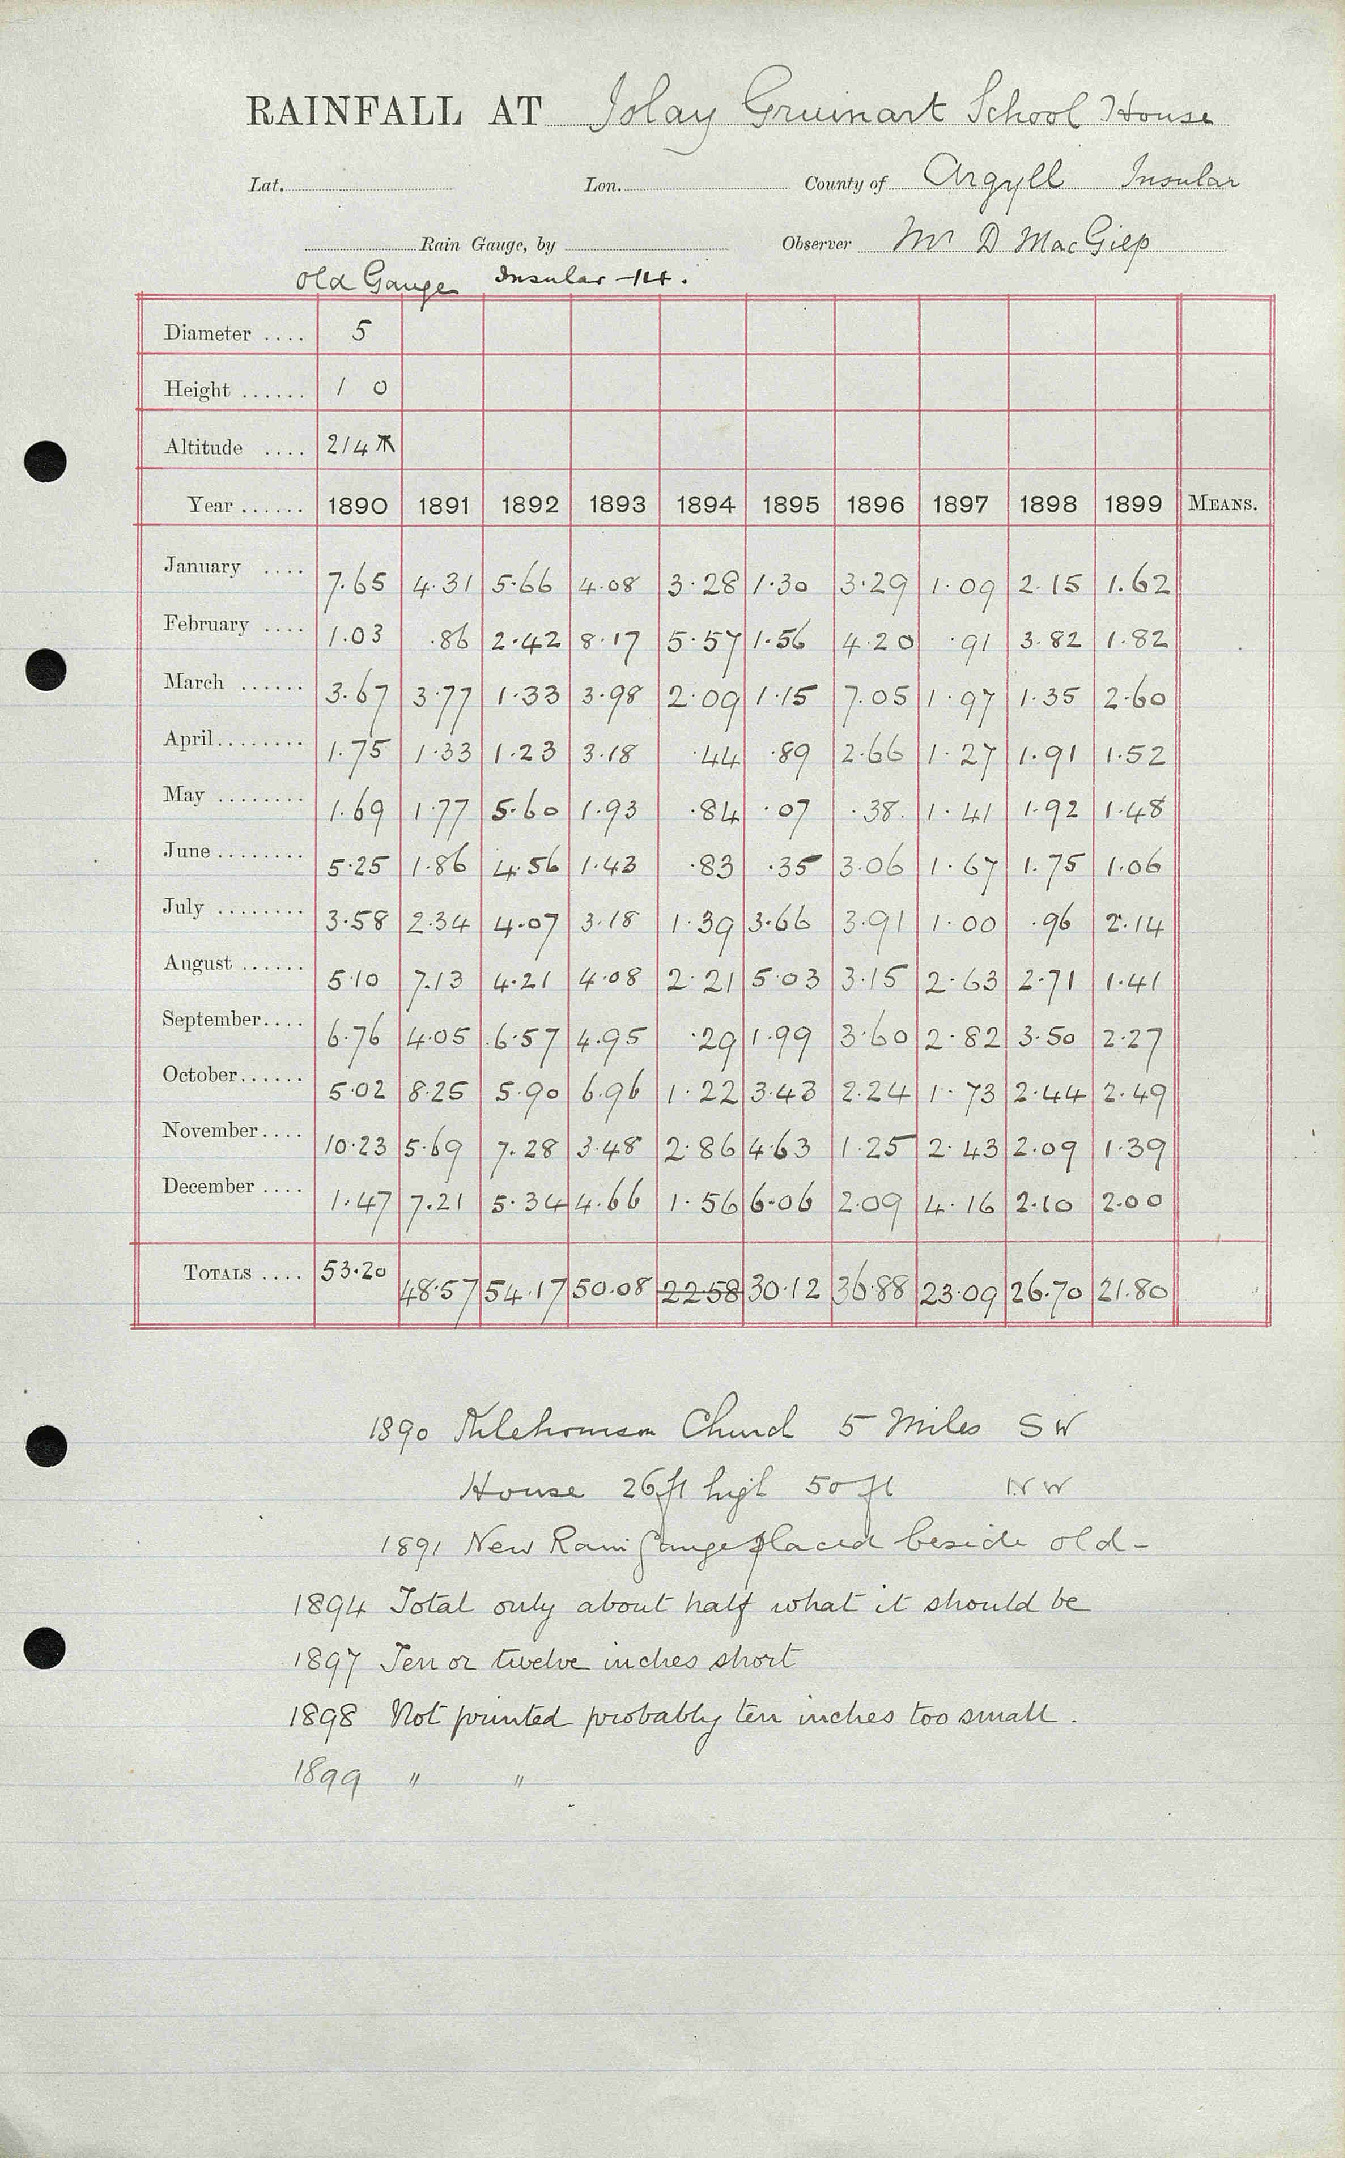 RAINFALL AT Islay Gruinart School House
Lat. Lon. County of Argyll Insular
Rain Gauge, by Observer Mr D MacGilp
Old Gauge Insular 14.
Diameter .... 5
Height ...... 1 0
Altitude .... 214
Year ...... 1890 1891 1892 1893 1894 1895 1896 1897 1898 1899 MEANS.
January .... 7.65 4.31 5.66 4.08 3.28 1.30 3.29 1.09 2.15 1.62
February .... 1.03 .86 2.42 8.17 5.57 1.56 4.20 .91 3.82 1.82
March ...... 3.67 3.77 1.33 3.98 2.09 1.15 7.05 1.97 1.35 2.60
April........ 1.75 1.33 1.23 3.18 .44 .89 2.66 1.27 1.91 1.52
May ........ 1.69 1.77 5.60 1.93 .84 .07 .38 1.41 1.92 1.48
June ........ 5.25 1.86 4.56 1.43 .83 .35 3.06 1.67 1.75 1.06
July ........ 3.58 2.34 4.07 3.18 1.39 3.66 3.91 1.00 .96 2.14
August ...... 5.10 7.13 4.21 4.08 2.21 5.03 3.15 2.63 2.71 1.41
September.... 6.76 4.05 6.57 4.95 .29 1.99 3.60 2.82 3.50 2.27
October...... 5.02 8.25 5.90 6.96 1.22 3.43 2.24 1.73 2.44 2.49
November.... 10.23 5.69 7.28 3.48 2.86 4.63 1.25 2.43 2.09 1.39
December .... 1.47 7.21 5.34 4.66 1.56 6.06 2.09 4.16 2.10 2.00
TOTALS .... 53.20 48.57 54.17 50.08 22.58 30.12 36.88 23.09 26.70 21.80
1890 Church 5 Miles SW
House 26ft high 50 ft NW
1891 New Rain Gauge placed beside old -
1894 Total only about half what it should be
1897 Ten or twelve inches short
1898 Not printed probably ten inches too small.
1899 " "